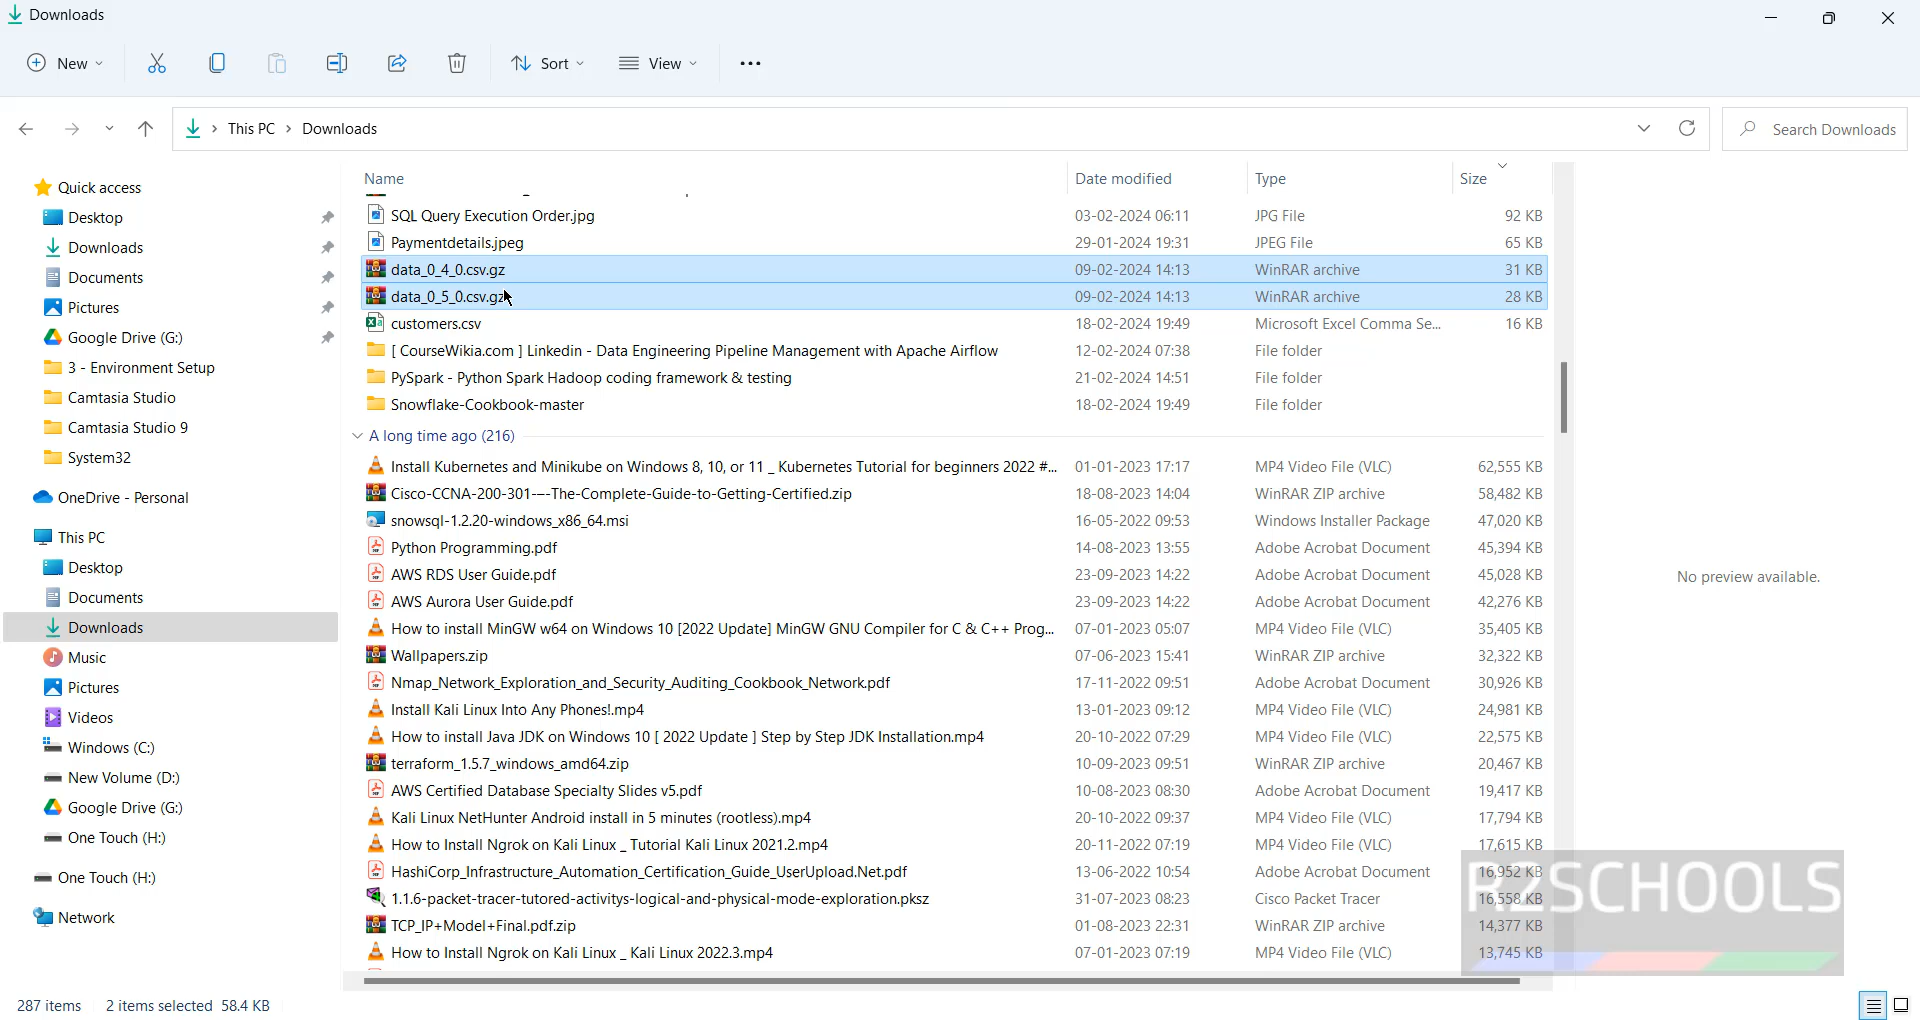 Downloads
New
Sort
View
This PC > Downloads
Search Downloads
Name Date modified Type Size
SQL Query Execution Order.jpg 03-02-2024 06:11 JPG File 92 KB
Paymentdetails.jpeg 29-01-2024 19:31 JPEG File 65 KB
data_0_4_0.csv.gz 09-02-2024 14:13 WinRAR archive 31 KB
data_0_5_0.csv.gz 09-02-2024 14:13 WinRAR archive 28 KB
customers.csv 18-02-2024 19:49 Microsoft Excel Comma Se... 16 KB
[ CourseWikia.com ] Linkedin - Data Engineering Pipeline Management with Apache Airflow 12-02-2024 07:38 File folder
PySpark - Python Spark Hadoop coding framework & testing 21-02-2024 14:51 File folder
Snowflake-Cookbook-master 18-02-2024 19:49 File folder
A long time ago (216)
Install Kubernetes and Minikube on Windows 8, 10, or 11 _ Kubernetes Tutorial for beginners 2022 #... 01-01-2023 17:17 MP4 Video File (VLC) 62,555 KB
Cisco-CCNA-200-301-–-The-Complete-Guide-to-Getting-Certified.zip 18-08-2023 14:04 WinRAR ZIP archive 58,482 KB
snowsql-1.2.20-windows_x86_64.msi 16-05-2022 09:53 Windows Installer Package 47,020 KB
Python Programming.pdf 14-08-2023 13:55 Adobe Acrobat Document 45,394 KB
AWS RDS User Guide.pdf 23-09-2023 14:22 Adobe Acrobat Document 45,028 KB
AWS Aurora User Guide.pdf 23-09-2023 14:22 Adobe Acrobat Document 42,276 KB
How to install MinGW w64 on Windows 10 [2022 Update] MinGW GNU Compiler for C & C++ Prog... 07-01-2023 05:07 MP4 Video File (VLC) 35,405 KB
Wallpapers.zip 07-06-2023 15:41 WinRAR ZIP archive 32,322 KB
Nmap_Network_Exploration_and_Security_Auditing_Cookbook_Network.pdf 17-11-2022 09:51 Adobe Acrobat Document 30,926 KB
Install Kali Linux Into Any Phones!.mp4 13-01-2023 09:12 MP4 Video File (VLC) 24,981 KB
How to install Java JDK on Windows 10 [ 2022 Update ] Step by Step JDK Installation.mp4 20-10-2022 07:29 MP4 Video File (VLC) 22,575 KB
terraform_1.5.7_windows_amd64.zip 10-09-2023 09:51 WinRAR ZIP archive 20,467 KB
AWS Certified Database Specialty Slides v5.pdf 10-08-2023 08:30 Adobe Acrobat Document 19,417 KB
Kali Linux NetHunter Android install in 5 minutes (rootless).mp4 20-10-2022 09:37 MP4 Video File (VLC) 17,794 KB
How to Install Ngrok on Kali Linux _ Tutorial Kali Linux 2021.2.mp4 20-11-2022 07:19 MP4 Video File (VLC) 17,615 KB
HashiCorp_Infrastructure_Automation_Certification_Guide_UserUpload.Net.pdf 13-06-2022 10:54 Adobe Acrobat Document 16,952 KB
1.1.6-packet-tracer-tutored-activitys-logical-and-physical-mode-exploration.pksz 31-07-2023 08:23 Cisco Packet Tracer 16,558 KB
TCP_IP+Model+Final.pdf.zip 01-08-2023 22:31 WinRAR ZIP archive 14,377 KB
How to Install Ngrok on Kali Linux _ Kali Linux 2022.3.mp4 07-01-2023 07:19 MP4 Video File (VLC) 13,745 KB
Quick access
Desktop
Downloads
Documents
Pictures
Google Drive (G:)
3 - Environment Setup
Camtasia Studio
Camtasia Studio 9
System32
OneDrive - Personal
This PC
Desktop
Documents
Downloads
Music
Pictures
Videos
Windows (C:)
New Volume (D:)
Google Drive (G:)
One Touch (H:)
One Touch (H:)
Network
No preview available.
R2SCHOOLS
287 items 2 items selected 58.4 KB